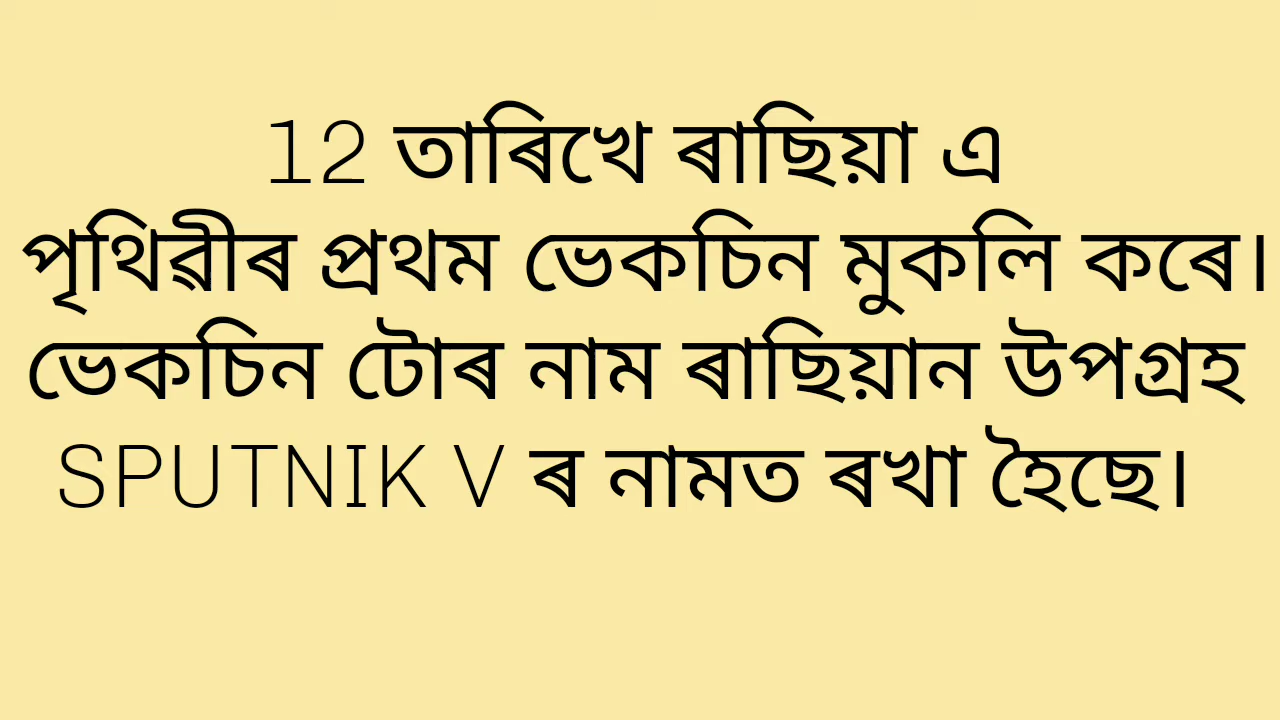 12 তাৰিখে ৰাছিয়া এ
পৃথিৱীৰ প্ৰথম ভেকচিন মুকলি কৰে।
ভেকচিন টোৰ নাম ৰাছিয়ান উপগ্ৰহ
SPUTNIK V ৰ নামত ৰখা হৈছে।